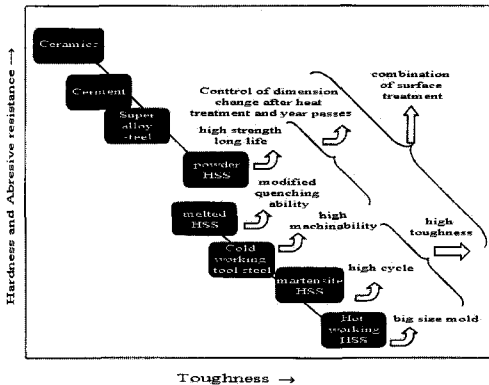 Hardness and Abresive resistance →
Ceramics
Cerment
Super
alloy
steel
powder
HSS
melted
HSS
Cold
working
tool steel
martensite
HSS
Hot
working
HSS
Conttrol of dimension
change after heat
treatment and year passes
high strength
long life
modified
quenching
ability
high
machinability
high cycle
big size mold
combination
of surface
treatment
high
toughness
Toughness →